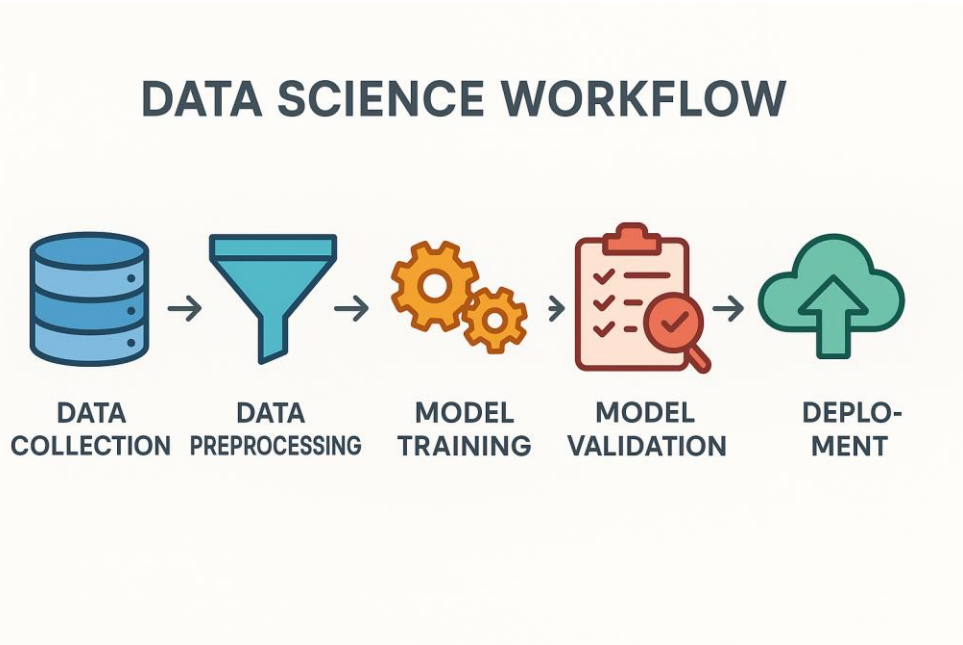 DATA SCIENCE WORKFLOW
DATA
COLLECTION
DATA
PREPROCESSING
MODEL
TRAINING
MODEL
VALIDATION
DEPLO-
MENT